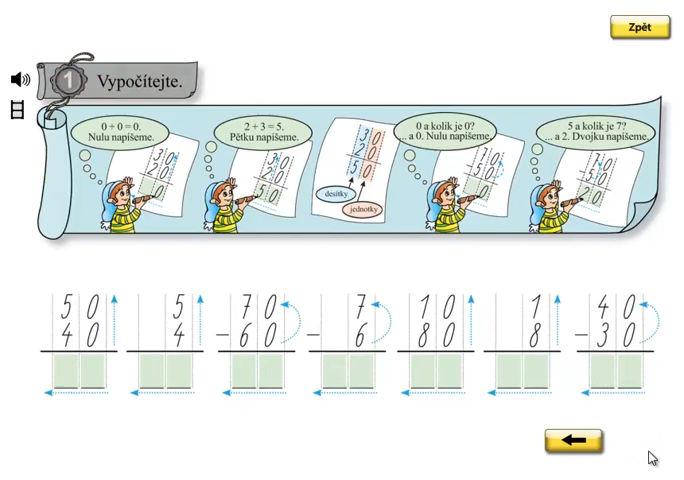 Zpět
1 Vypočítejte.
0 + 0 = 0.
Nulu napíšeme.
2 + 3 = 5.
Pětku napíšeme.
0 a kolik je 0?
... a 0. Nulu napíšeme.
5 a kolik je 7?
... a 2. Dvojku napíšeme.
30
20
0
30
20
50
30
20
50
desítky
jednotky
70
-50
0
70
-50
20
50 5 70 7 10 1 40
40 4 -60 -6 80 8 -30